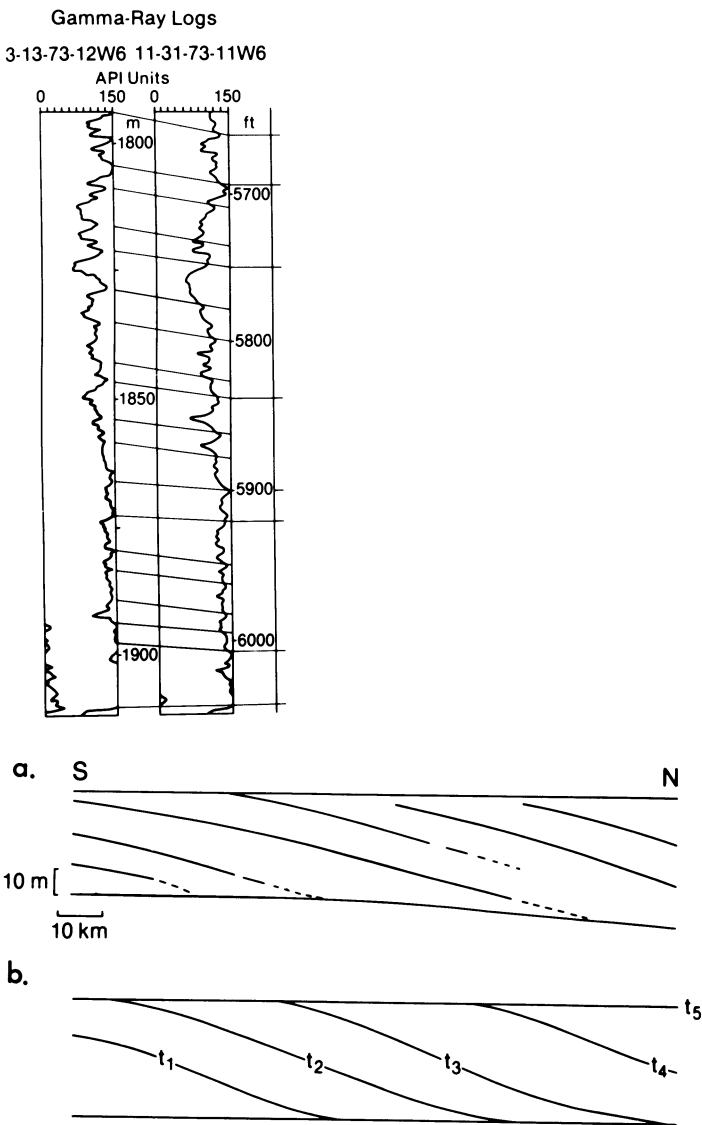 Gamma-Ray Logs
3-13-73-12W6 11-31-73-11W6
API Units
0 150 0 150
m ft
1800
5700
5800
1850
5900
6000
1900
a. S N
10 m
10 km
b.
t5
t1 t2 t3 t4